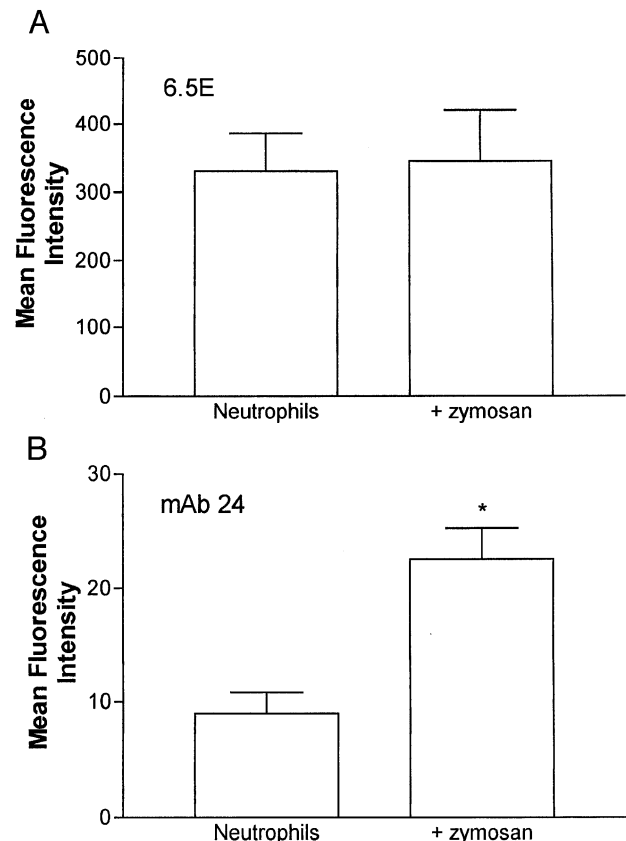 A
500
400
300
200
100
0
Mean Fluorescence
Intensity
6.5E
Neutrophils
+ zymosan
B
30
20
10
0
Mean Fluorescence
Intensity
mAb 24
*
Neutrophils
+ zymosan